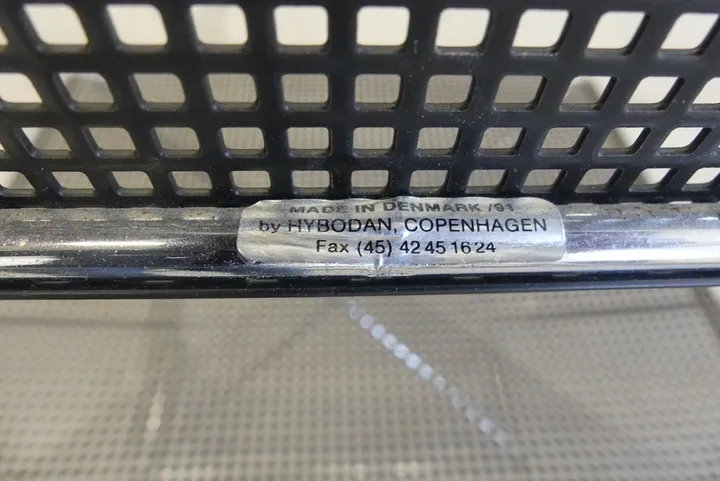 MADE IN DENMARK /91
by HYBODAN, COPENHAGEN
Fax (45) 42 45 16 24